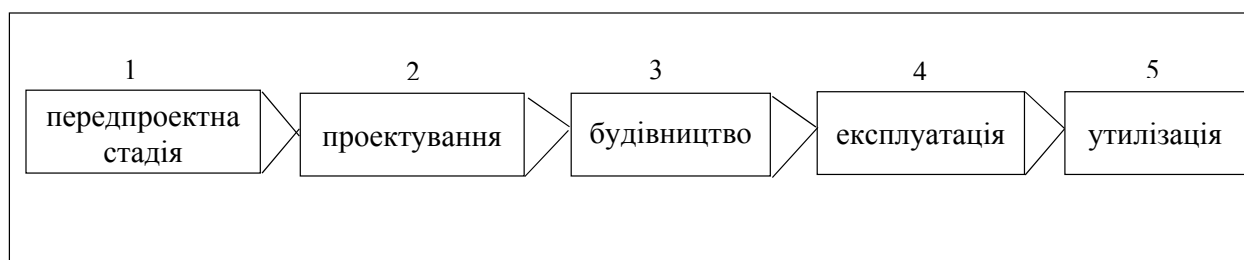 1 2 3 4 5
передпроектна
стадія
проектування
будівництво
експлуатація
утилізація